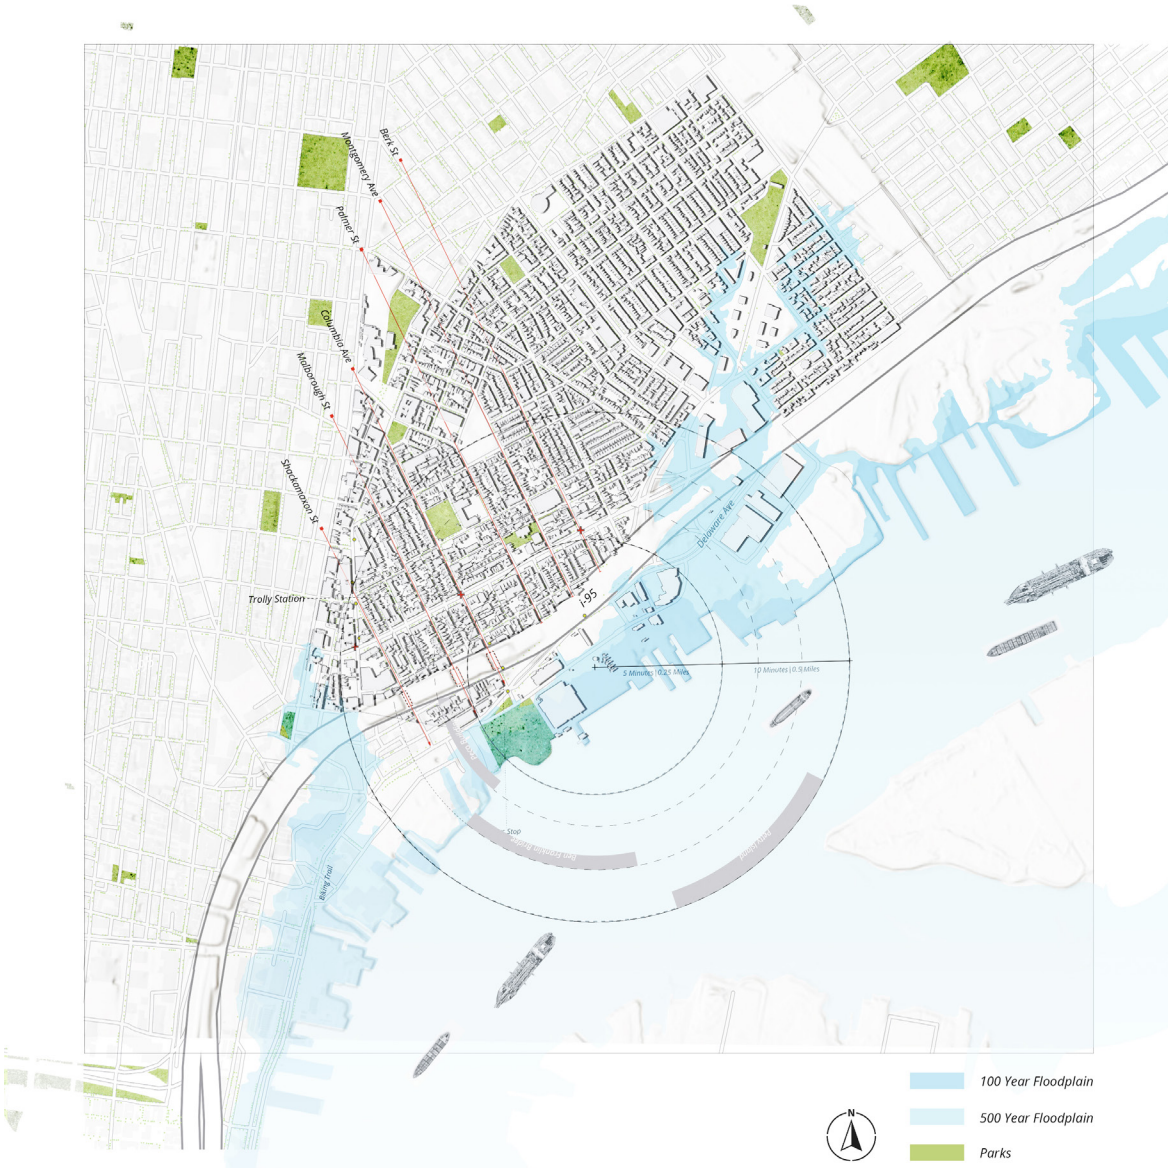 Berk St
Montgomery Ave
Palmer St
Columbia Ave
Malborough St
Shackamaxon St
Trolly Station
I-95
Delaware Ave
5 Minutes | 0.25 Miles
10 Minutes | 0.5 Miles
Stop
Biking Trail
N
100 Year Floodplain
500 Year Floodplain
Parks